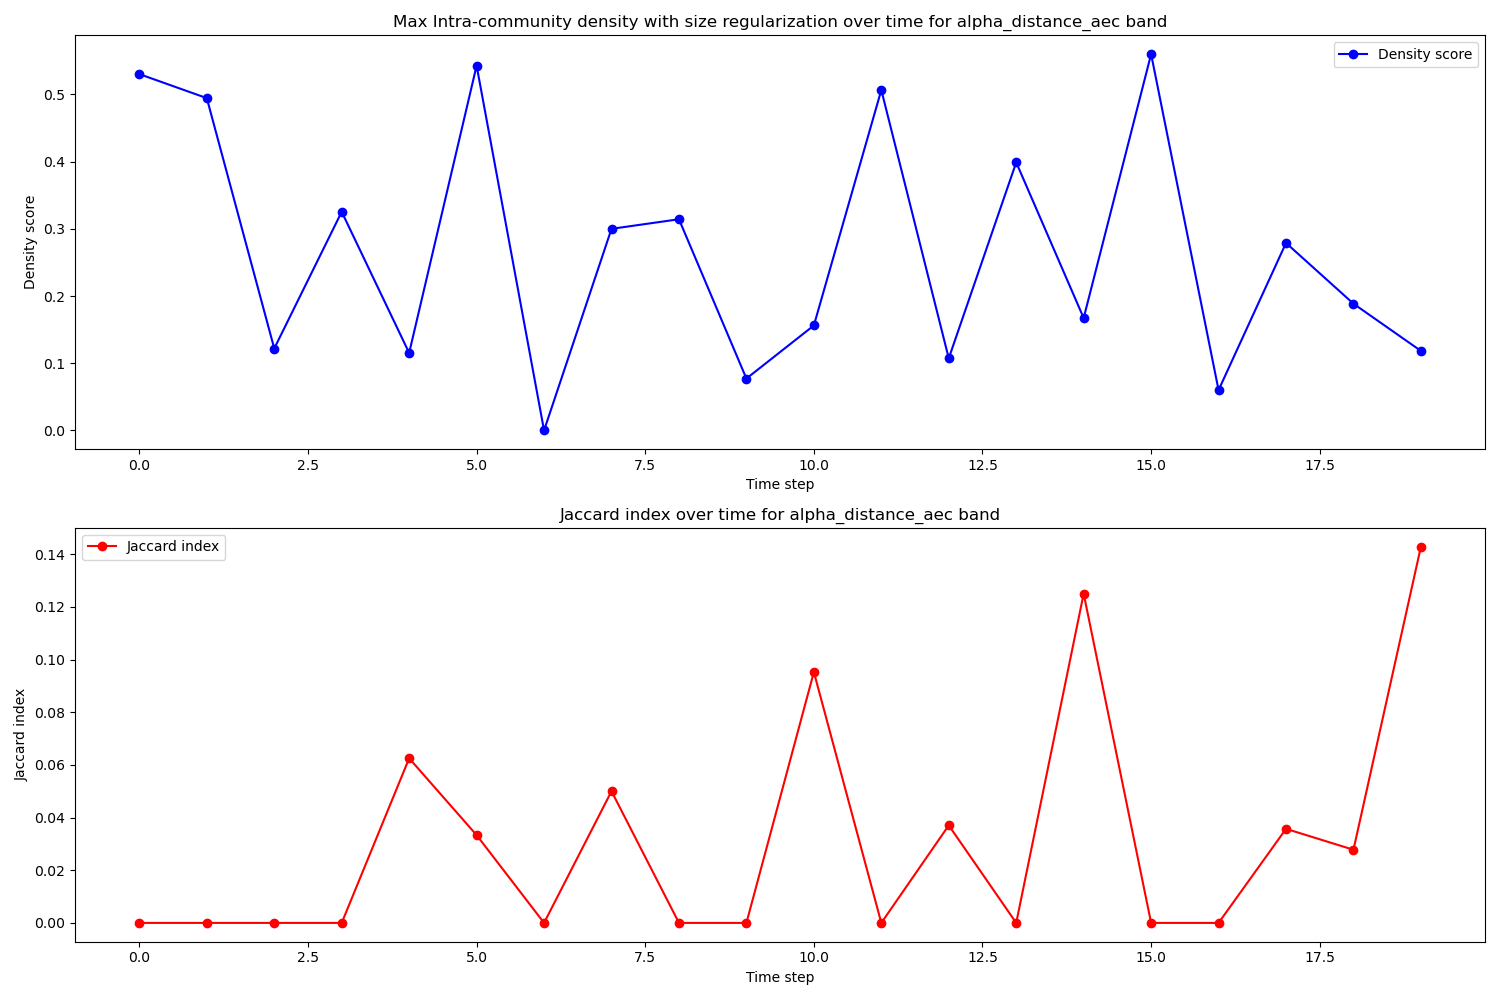 Max Intra-community density with size regularization over time for alpha_distance_aec band
Density score
Density score
0.5
0.4
0.3
0.2
0.1
0.0
0.0 2.5 5.0 7.5 10.0 12.5 15.0 17.5
Time step
Jaccard index over time for alpha_distance_aec band
Jaccard index
Jaccard index
0.14
0.12
0.10
0.08
0.06
0.04
0.02
0.00
0.0 2.5 5.0 7.5 10.0 12.5 15.0 17.5
Time step